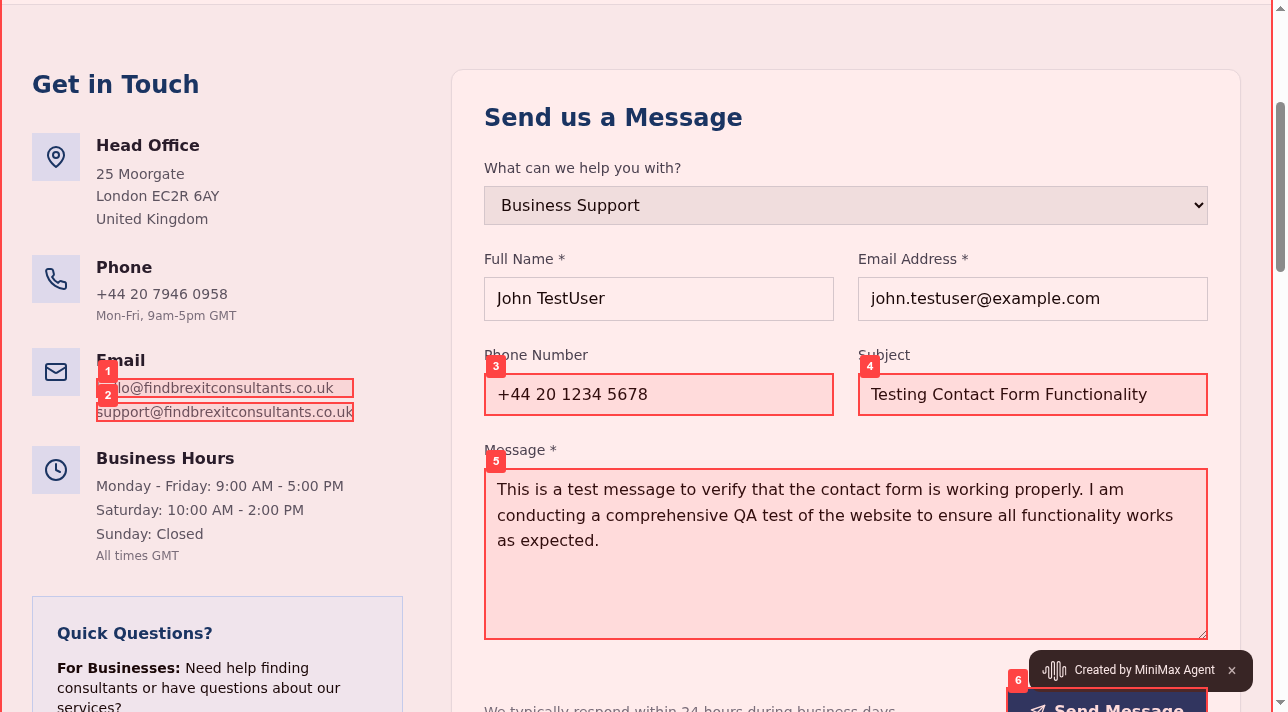 Get in Touch
Head Office
25 Moorgate
London EC2R 6AY
United Kingdom
Phone
+44 20 7946 0958
Mon-Fri, 9am-5pm GMT
Email
1
lo@findbrexitconsultants.co.uk
2
support@findbrexitconsultants.co.uk
Business Hours
Monday - Friday: 9:00 AM - 5:00 PM
Saturday: 10:00 AM - 2:00 PM
Sunday: Closed
All times GMT
Quick Questions?
For Businesses: Need help finding
consultants or have questions about our
services?
Send us a Message
What can we help you with?
Business Support
Full Name *
Email Address *
John TestUser
john.testuser@example.com
Phone Number
Subject
3
4
+44 20 1234 5678
Testing Contact Form Functionality
Message *
5
This is a test message to verify that the contact form is working properly. I am
conducting a comprehensive QA test of the website to ensure all functionality works
as expected.
We typically respond within 24 hours during business days
6
Send Message
Created by MiniMax Agent ×